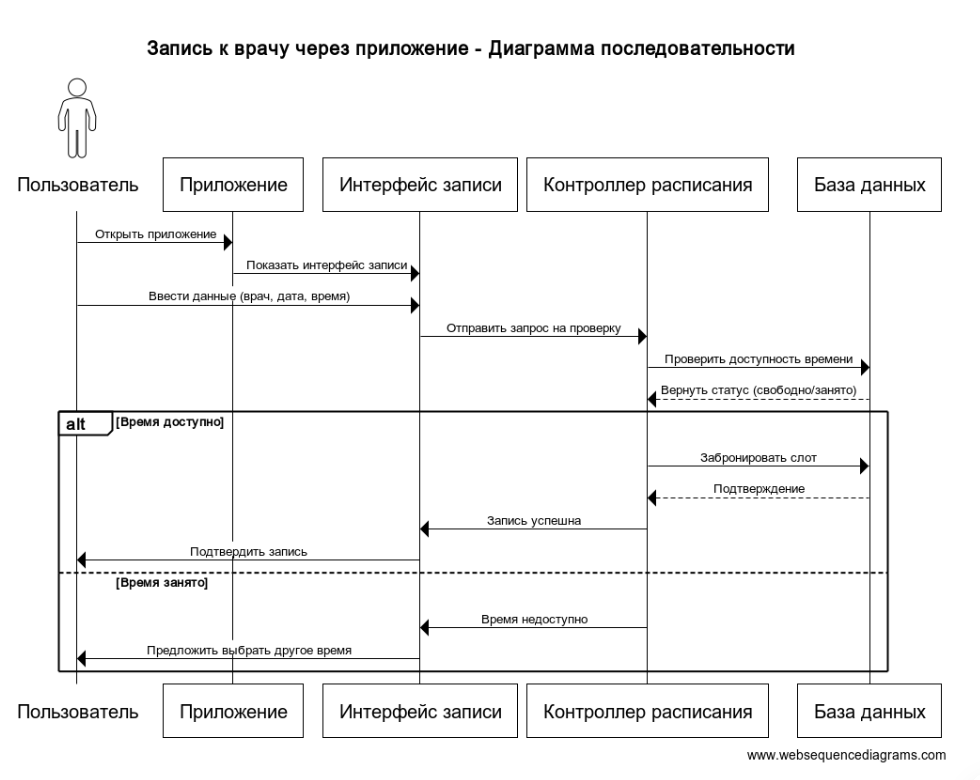 Запись к врачу через приложение - Диаграмма последовательности
Пользователь
Приложение
Интерфейс записи
Контроллер расписания
База данных
Открыть приложение
Показать интерфейс записи
Ввести данные (врач, дата, время)
Отправить запрос на проверку
Проверить доступность времени
Вернуть статус (свободно/занято)
alt
[Время доступно]
Забронировать слот
Подтверждение
Запись успешна
Подтвердить запись
[Время занято]
Время недоступно
Предложить выбрать другое время
Пользователь
Приложение
Интерфейс записи
Контроллер расписания
База данных
www.websequencediagrams.com